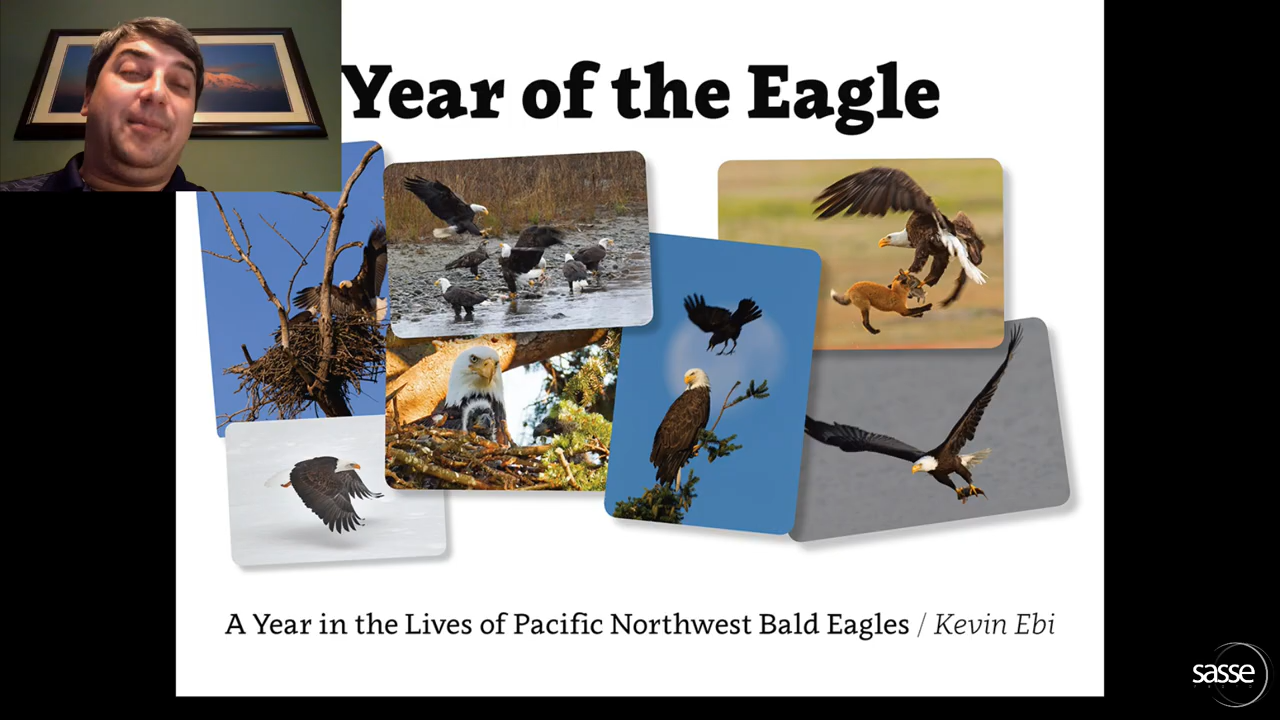 Year of the Eagle
A Year in the Lives of Pacific Northwest Bald Eagles / Kevin Ebi
sasse